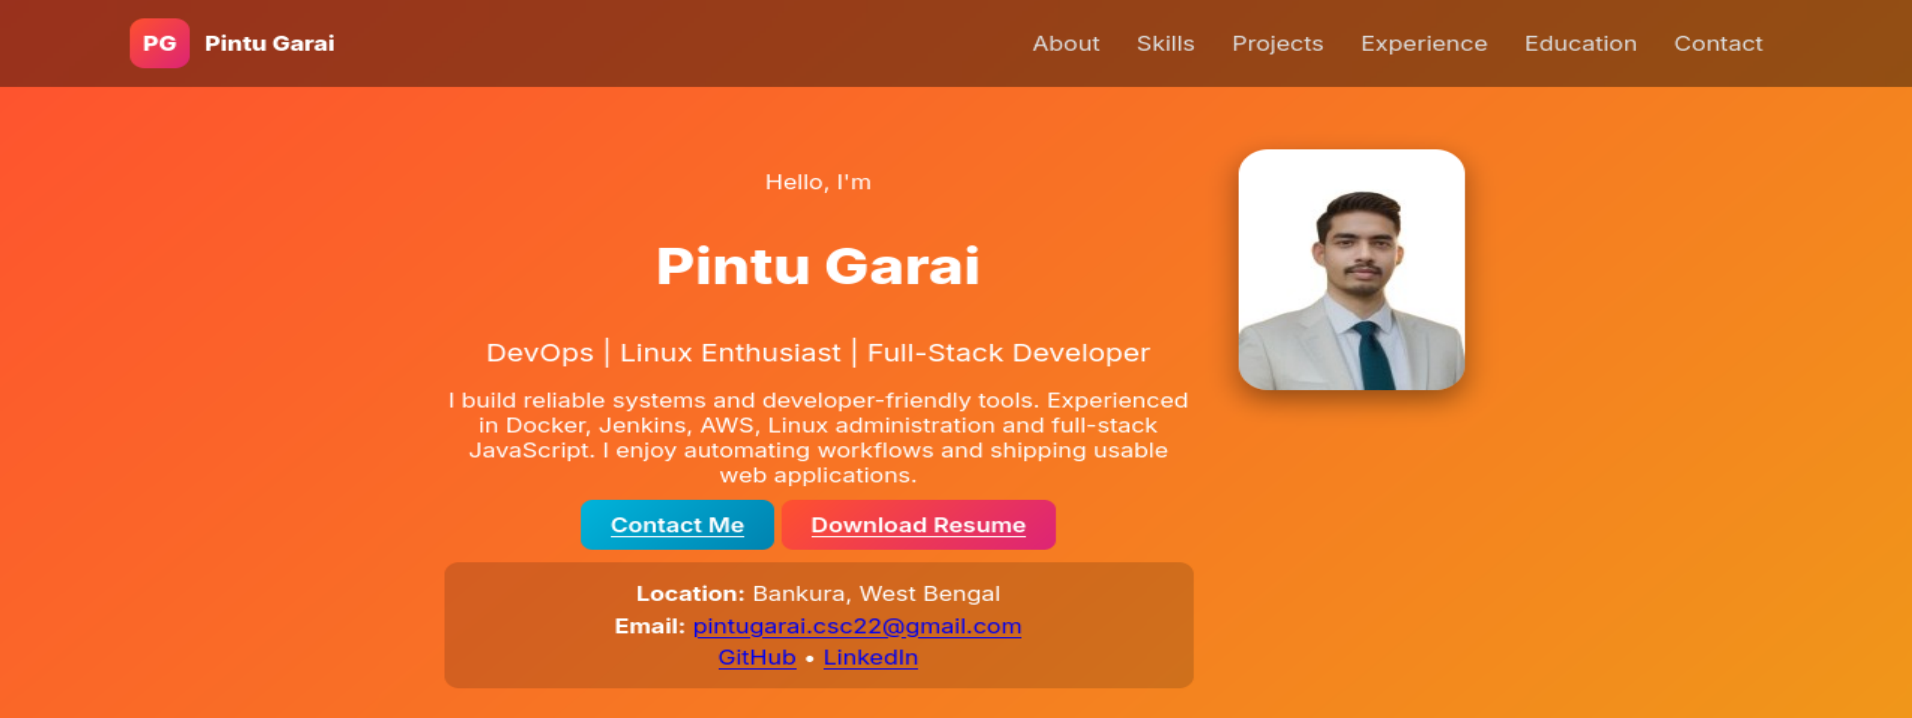 PG Pintu Garai About Skills Projects Experience Education Contact
Hello, I'm
Pintu Garai
DevOps | Linux Enthusiast | Full-Stack Developer
I build reliable systems and developer-friendly tools. Experienced
in Docker, Jenkins, AWS, Linux administration and full-stack
JavaScript. I enjoy automating workflows and shipping usable
web applications.
Contact Me Download Resume
Location: Bankura, West Bengal
Email: pintugarai.csc22@gmail.com
GitHub • LinkedIn